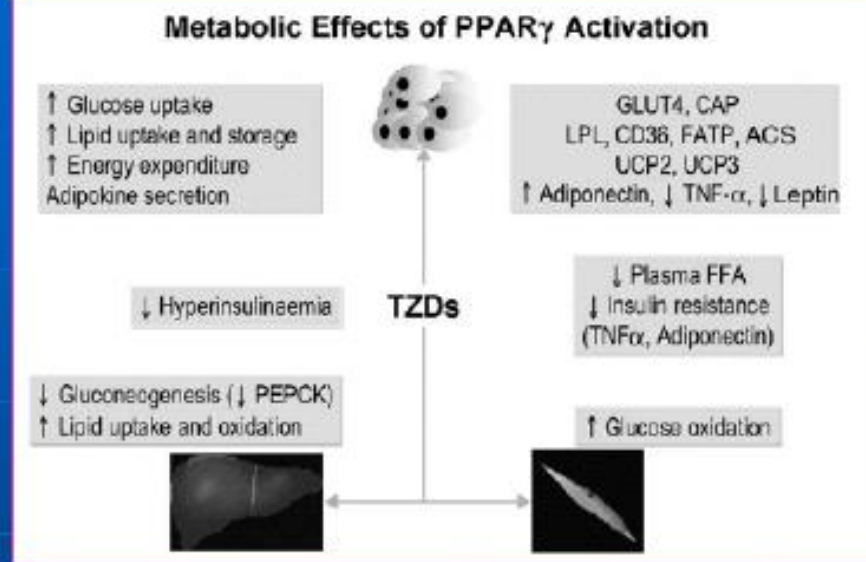 Metabolic Effects of PPARγ Activation
↑ Glucose uptake
↑ Lipid uptake and storage
↑ Energy expenditure
Adipokine secretion
GLUT4, CAP
LPL, CD36, FATP, ACS
UCP2, UCP3
↑ Adiponectin, ↓ TNF-α, ↓ Leptin
↓ Hyperinsulinaemia
TZDs
↓ Plasma FFA
↓ Insulin resistance
(TNFα, Adiponectin)
↓ Gluconeogenesis (↓ PEPCK)
↑ Lipid uptake and oxidation
↑ Glucose oxidation